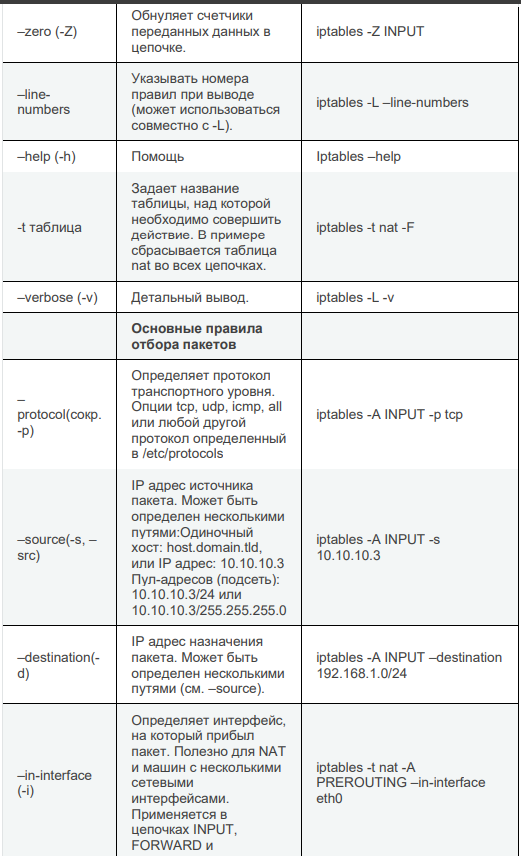 –zero (-Z)
Обнуляет счетчики
переданных данных в
цепочке.
iptables -Z INPUT
–line-
numbers
Указывать номера
правил при выводе
(может использоваться
совместно с -L).
iptables -L –line-numbers
–help (-h)
Помощь
Iptables –help
-t таблица
Задает название
таблицы, над которой
необходимо совершить
действие. В примере
сбрасывается таблица
nat во всех цепочках.
iptables -t nat -F
–verbose (-v)
Детальный вывод.
iptables -L -v
Основные правила
отбора пакетов
–
protocol(сокр.
-p)
Определяет протокол
транспортного уровня.
Опции tcp, udp, icmp, all
или любой другой
протокол определенный
в /etc/protocols
iptables -A INPUT -p tcp
–source(-s, –
src)
IP адрес источника
пакета. Может быть
определен несколькими
путями:Одиночный
хост: host.domain.tld,
или IP адрес: 10.10.10.3
Пул-адресов (подсеть):
10.10.10.3/24 или
10.10.10.3/255.255.255.0
iptables -A INPUT -s
10.10.10.3
–destination(-
d)
IP адрес назначения
пакета. Может быть
определен несколькими
путями (см. –source).
iptables -A INPUT –destination
192.168.1.0/24
–in-interface
(-i)
Определяет интерфейс,
на который прибыл
пакет. Полезно для NAT
и машин с несколькими
сетевыми
интерфейсами.
Применяется в
цепочках INPUT,
FORWARD и
iptables -t nat -A
PREROUTING –in-interface
eth0